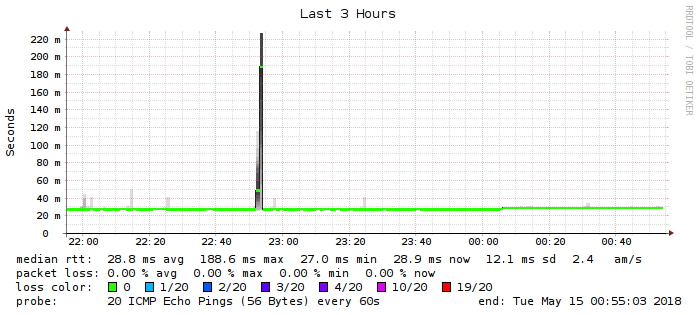 Last 3 Hours
RRDTOOL / TOBI OETIKER
Seconds
220 m
200 m
180 m
160 m
140 m
120 m
100 m
80 m
60 m
40 m
20 m
0
22:00 22:20 22:40 23:00 23:20 23:40 00:00 00:20 00:40
median rtt: 28.8 ms avg 188.6 ms max 27.0 ms min 28.9 ms now 12.1 ms sd 2.4 am/s
packet loss: 0.00 % avg 0.00 % max 0.00 % min 0.00 % now
loss color: 0 1/20 2/20 3/20 4/20 10/20 19/20
probe: 20 ICMP Echo Pings (56 Bytes) every 60s end: Tue May 15 00:55:03 2018